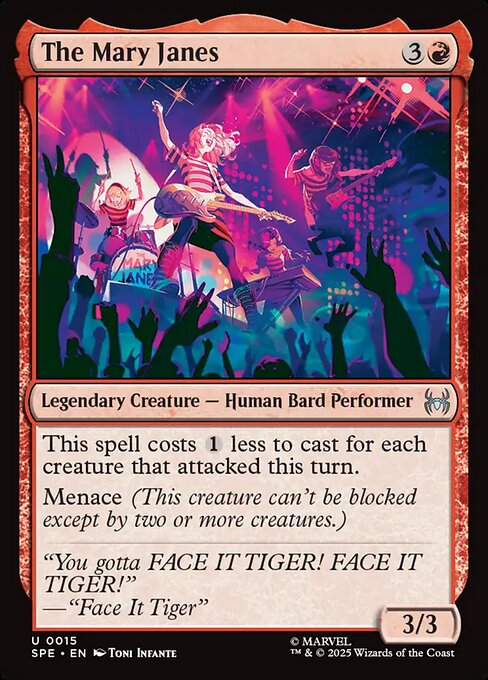 The Mary Janes 3
THE
MARY
JANES
Legendary Creature — Human Bard Performer
This spell costs 1 less to cast for each
creature that attacked this turn.
Menace (This creature can't be blocked
except by two or more creatures.)
“You gotta FACE IT TIGER! FACE IT
TIGER!”
—“Face It Tiger”
3/3
U 0015
SPE • EN Toni Infante
© MARVEL
™ & © 2025 Wizards of the Coast